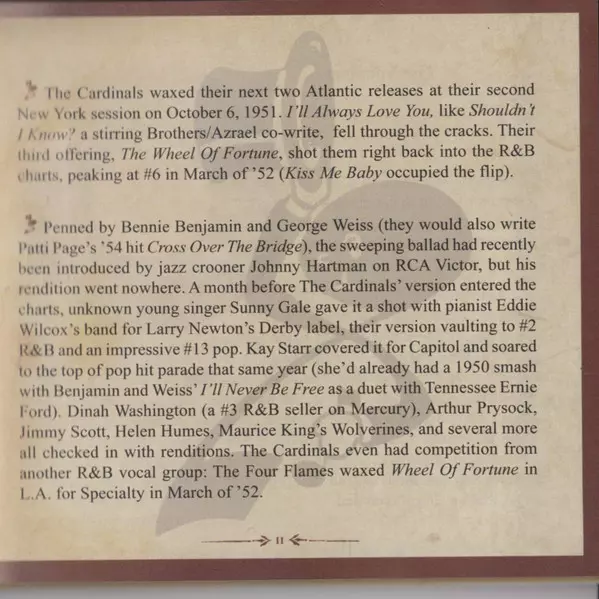 The Cardinals waxed their next two Atlantic releases at their second
New York session on October 6, 1951. I'll Always Love You, like Shouldn't
I Know? a stirring Brothers/Azrael co-write, fell through the cracks. Their
third offering, The Wheel Of Fortune, shot them right back into the R&B
charts, peaking at #6 in March of '52 (Kiss Me Baby occupied the flip).
Penned by Bennie Benjamin and George Weiss (they would also write
Patti Page's '54 hit Cross Over The Bridge), the sweeping ballad had recently
been introduced by jazz crooner Johnny Hartman on RCA Victor, but his
rendition went nowhere. A month before The Cardinals' version entered the
charts, unknown young singer Sunny Gale gave it a shot with pianist Eddie
Wilcox's band for Larry Newton's Derby label, their version vaulting to #2
R&B and an impressive #13 pop. Kay Starr covered it for Capitol and soared
to the top of pop hit parade that same year (she'd already had a 1950 smash
with Benjamin and Weiss' I'll Never Be Free as a duet with Tennessee Ernie
Ford). Dinah Washington (a #3 R&B seller on Mercury), Arthur Prysock,
Jimmy Scott, Helen Humes, Maurice King's Wolverines, and several more
all checked in with renditions. The Cardinals even had competition from
another R&B vocal group: The Four Flames waxed Wheel Of Fortune in
L.A. for Specialty in March of '52.
11